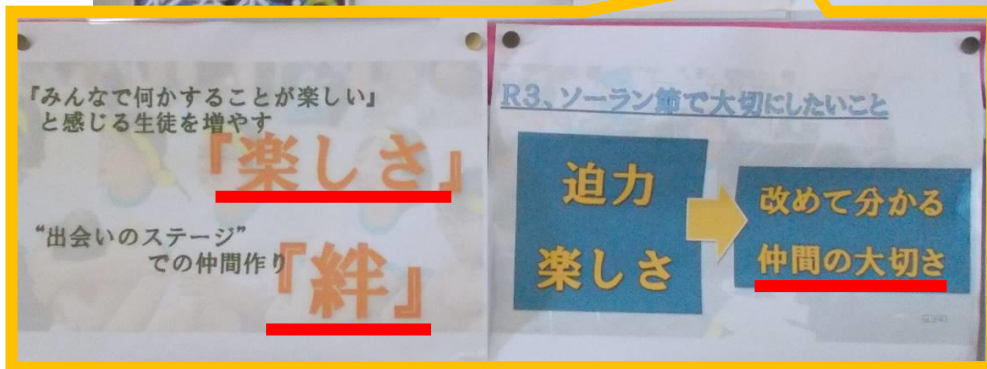 『みんなで何かすることが楽しい』
と感じる生徒を増やす
『楽しさ』
“出会いのステージ”
での仲間作り
『絆』
R3、ソーラン節で大切にしたいこと
迫力
楽しさ
改めて分かる
仲間の大切さ